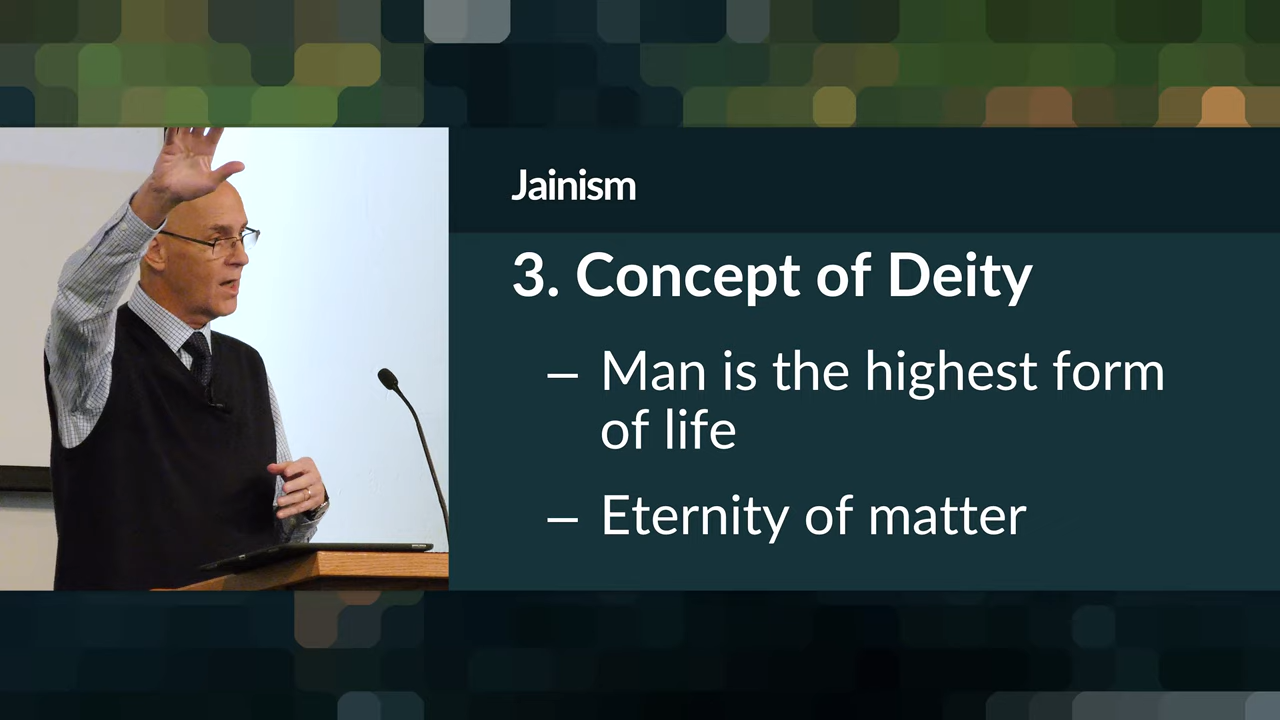 Jainism
3. Concept of Deity
– Man is the highest form
of life
– Eternity of matter